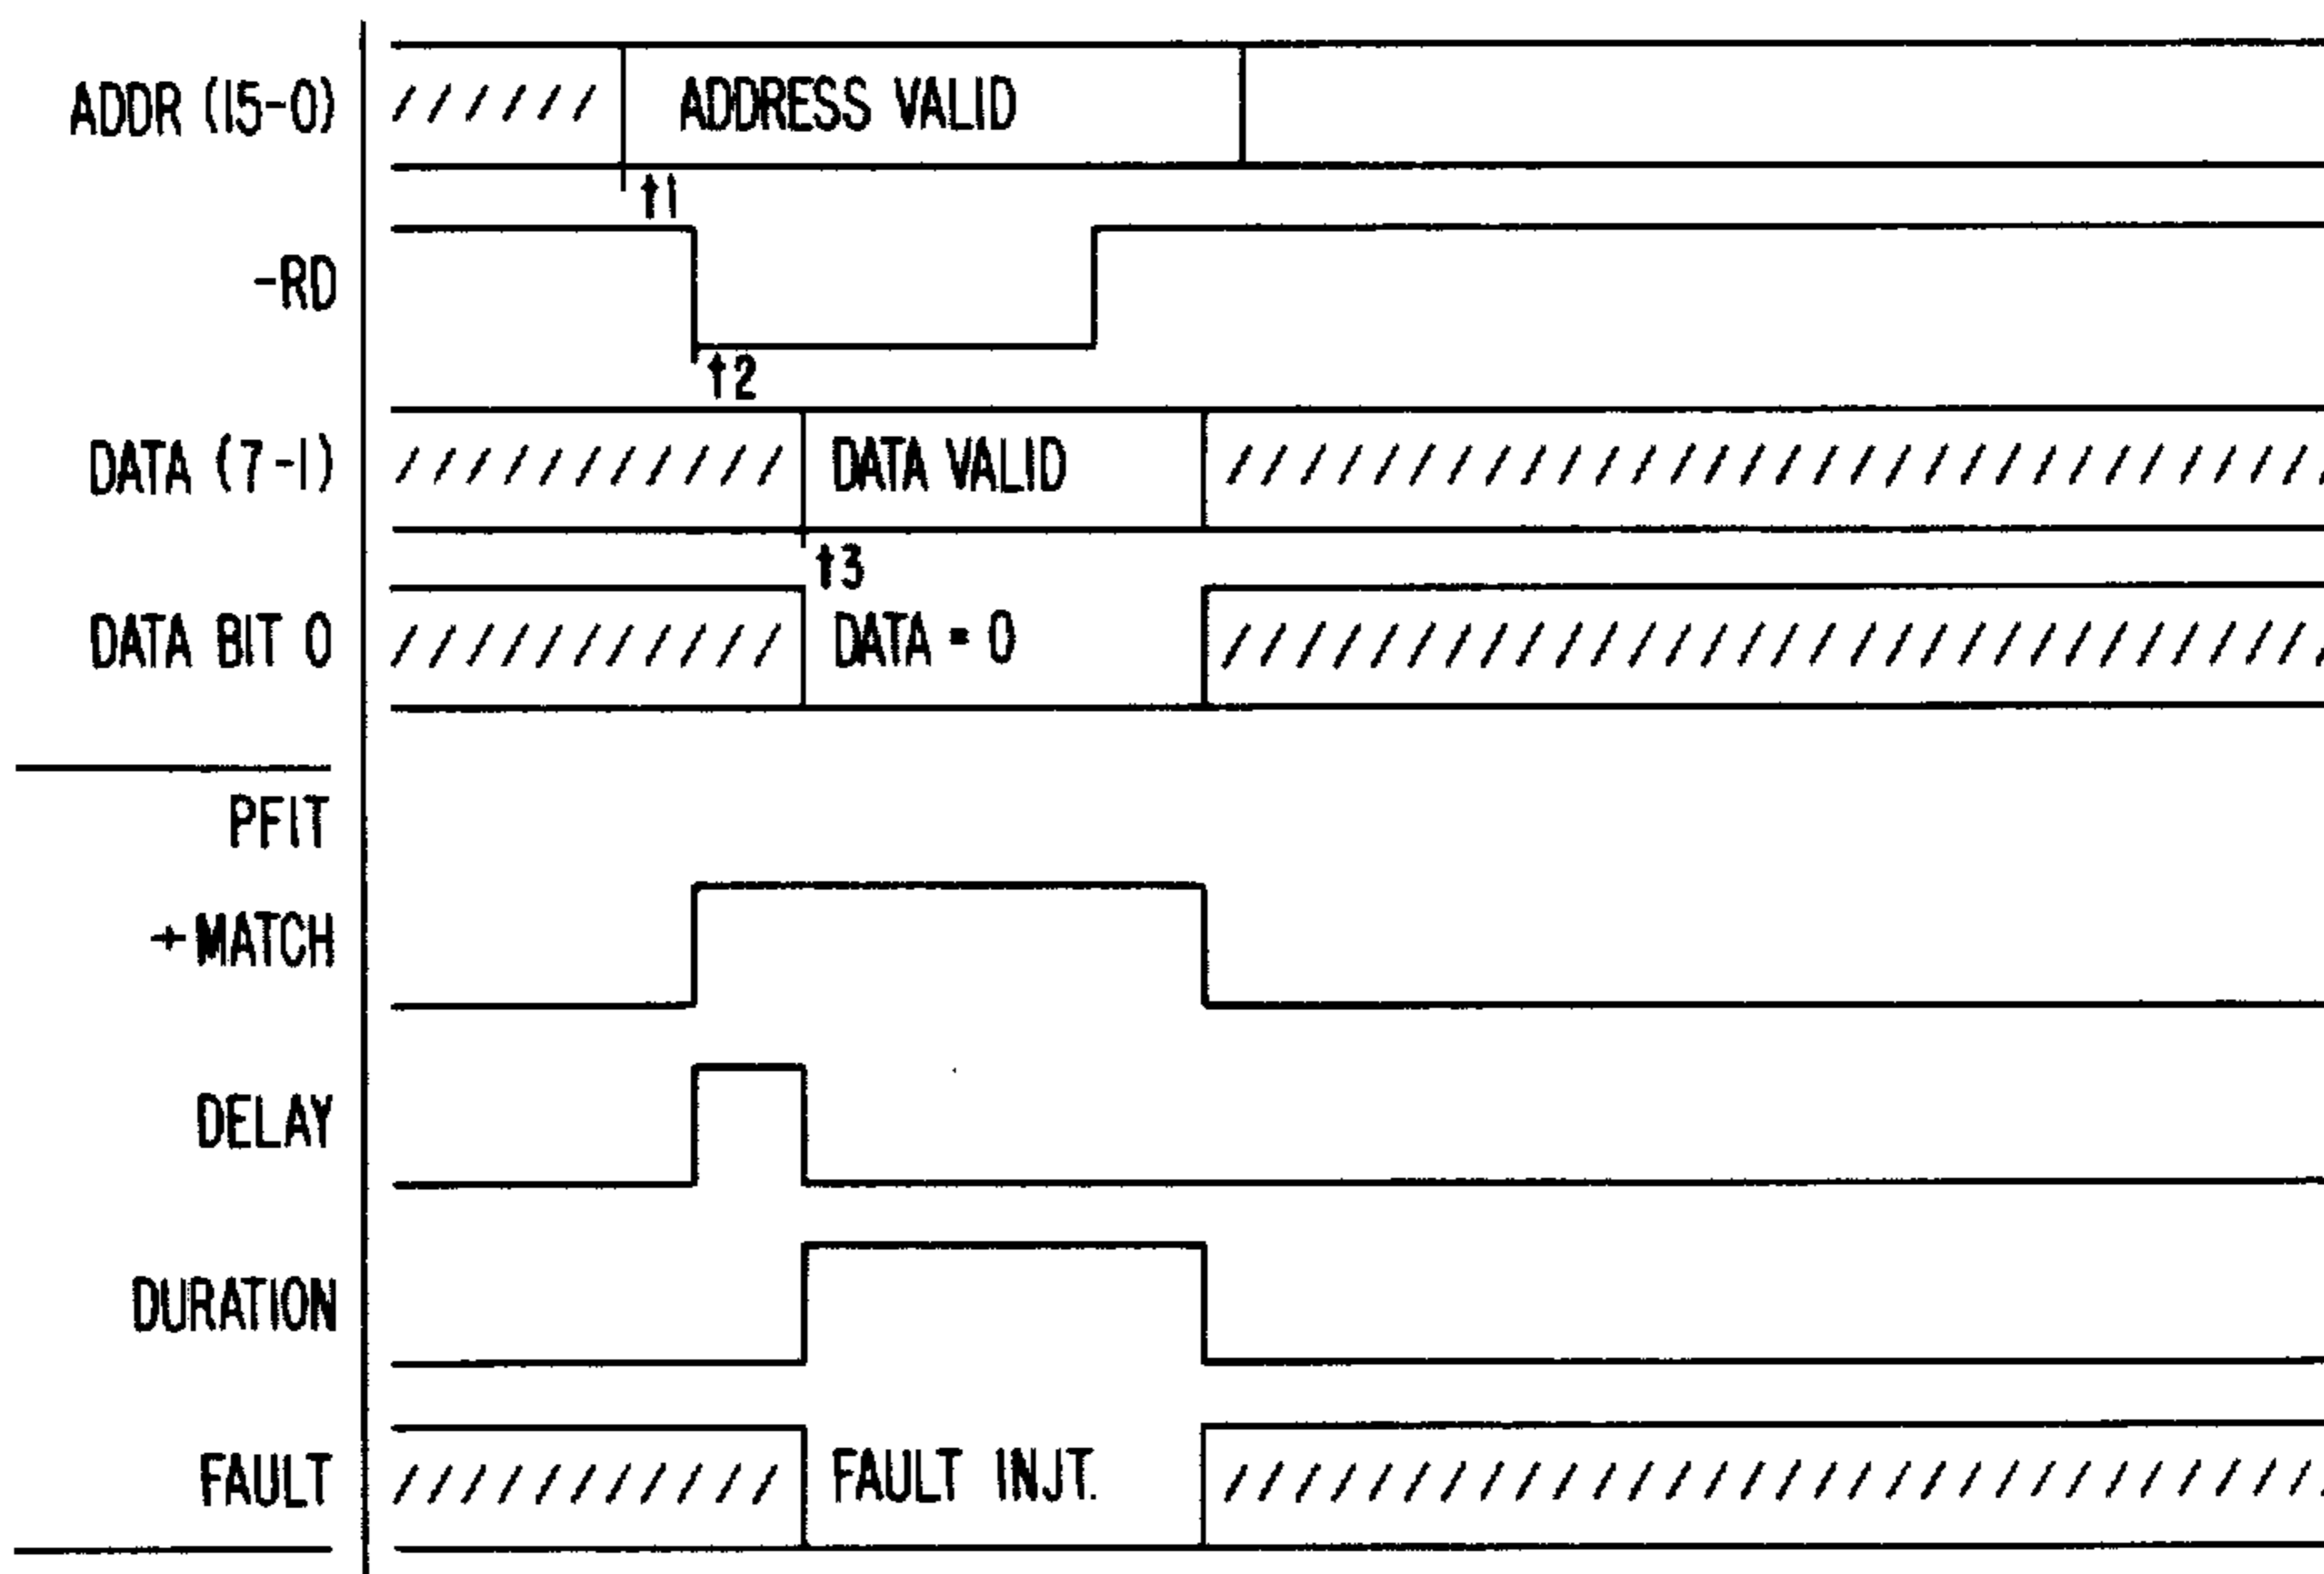 ADDR (15-0) ADDRESS VALID
t1
-RD
t2
DATA (7-1) DATA VALID
t3
DATA BIT 0 DATA = 0
PFIT
+MATCH
DELAY
DURATION
FAULT FAULT INJT.